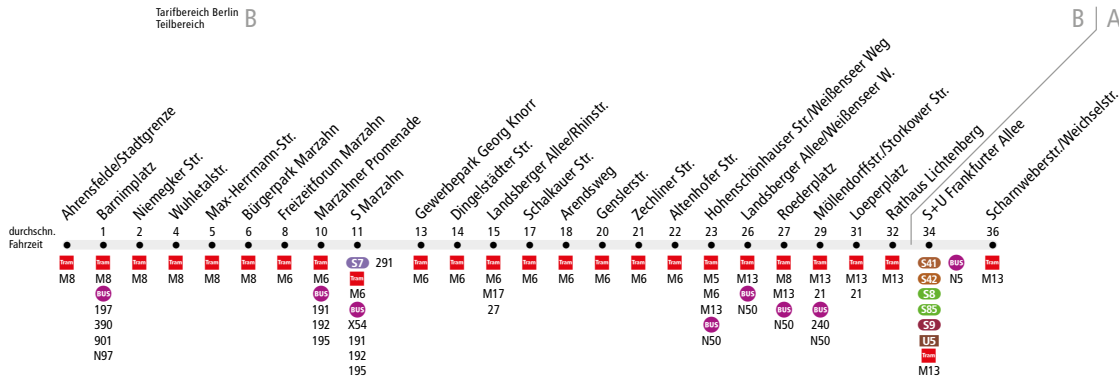 Tarifbereich Berlin
Teilbereich
B
B
A
Ahrensfelde/Stadtgrenze
Barnimplatz
Niemegker Str.
Wuhletalstr.
Max-Herrmann-Str.
Bürgerpark Marzahn
Freizeitforum Marzahn
Marzahner Promenade
S Marzahn
Gewerbepark Georg Knorr
Dingelstädter Str.
Landsberger Allee/Rhinstr.
Schalkauer Str.
Arendsweg
Genslerstr.
Zechliner Str.
Altenhofer Str.
Hohenschönhauser Str./Weißenseer Weg
Landsberger Allee/Weißenseer W.
Roederplatz
Möllendorffstr./Storkower Str.
Loeperplatz
Rathaus Lichtenberg
S+U Frankfurter Allee
Scharnweberstr./Weichselstr.
durchschn. 1 2 4 5 6 8 10 11 13 14 15 17 18 20 21 22 23 26 27 29 31 32 34 36
Fahrzeit
Tram Tram Tram Tram Tram Tram Tram Tram S7 291 Tram Tram Tram Tram Tram Tram Tram Tram Tram Tram Tram Tram Tram Tram S41 BUS Tram
M8 M8 M8 M8 M8 M8 M6 M6 Tram M6 M6 M6 M6 M6 M6 M6 M6 M5 M13 M8 M13 M13 M13 S42 N5 M13
BUS BUS M6 M17 M6 BUS M13 21 21 S8
197 191 BUS 27 M13 N50 BUS BUS S85
390 192 X54 BUS N50 240 S9
901 195 191 N50 N50 U5
N97 192 Tram
195 M13